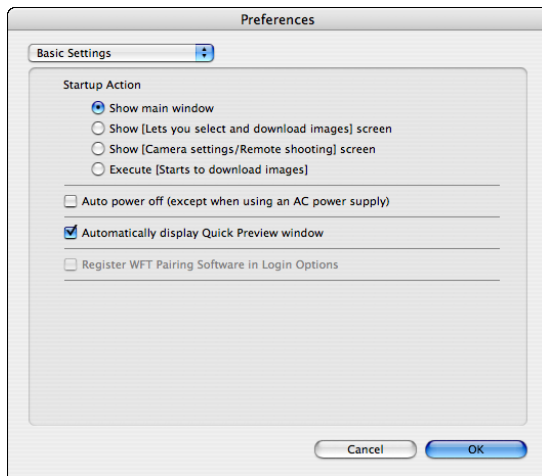 Preferences
Basic Settings
Startup Action
Show main window
Show [Lets you select and download images] screen
Show [Camera settings/Remote shooting] screen
Execute [Starts to download images]
Auto power off (except when using an AC power supply)
Automatically display Quick Preview window
Register WFT Pairing Software in Login Options
Cancel
OK